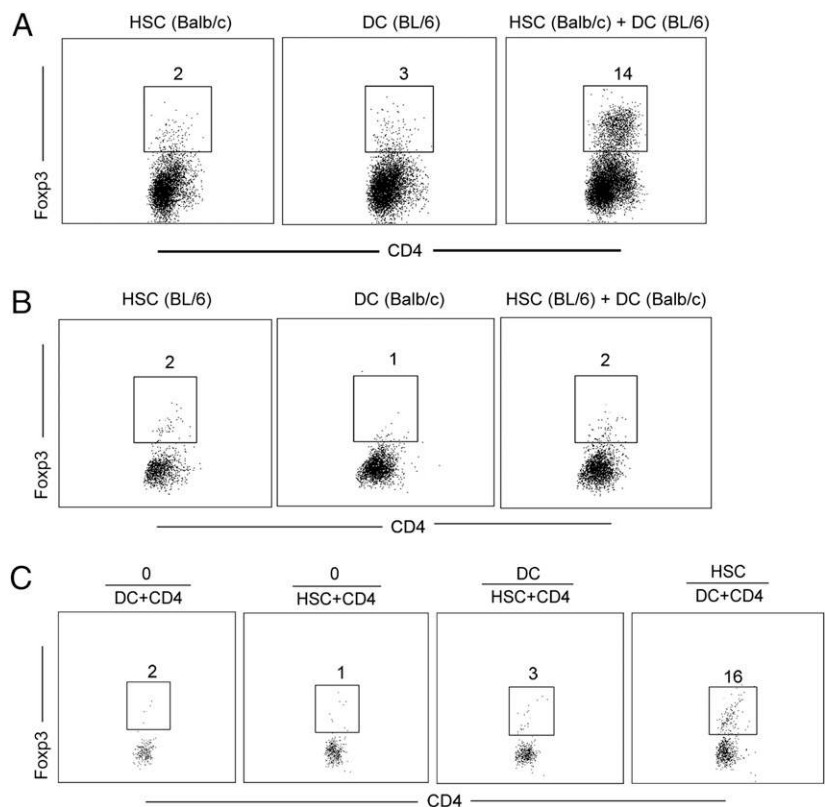 A
HSC (Balb/c) DC (BL/6) HSC (Balb/c) + DC (BL/6)
2 3 14
Foxp3
CD4
B
HSC (BL/6) DC (Balb/c) HSC (BL/6) + DC (Balb/c)
2 1 2
Foxp3
CD4
C
0 0 DC HSC
DC+CD4 HSC+CD4 HSC+CD4 DC+CD4
2 1 3 16
Foxp3
CD4